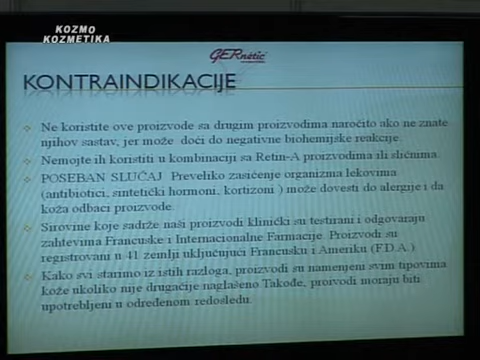 KOZMO
KOZMETIKA
GERnétic
KONTRAINDIKACIJE
Ne koristite ove proizvode sa drugim proizvodima naročito ako ne znate
njihov sastav, jer može doći do negativne biohemijske reakcije.
Nemojte ih koristiti u kombinaciji sa Retin-A proizvodima ili sličnima.
POSEBAN SLUČAJ Preveliko zasićenje organizma lekovima
(antibiotici, sintetički hormoni, kortizoni ) može dovesti do alergije i da
koža odbaci proizvode.
Sirovine koje sadrže naši proizvodi klinički su testirani i odgovaraju
zahtevima Francuske i Internacionalne Farmacije. Proizvodi su
registrovani u 41 zemlji uključujući Francusku i Ameriku (F.D.A.)
Kako svi starimo iz istih razloga, proizvodi su namenjeni svim tipovima
kože ukoliko nije drugačije naglašeno Takođe, proivodi moraju biti
upotrebljeni u određenom redosledu.